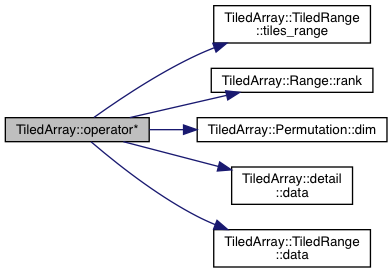 TiledArray::TiledRange
::tiles_range
TiledArray::Range::rank
TiledArray::operator*
TiledArray::Permutation::dim
TiledArray::detail
::data
TiledArray::TiledRange
::data